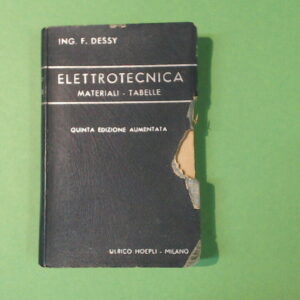 ING. F. DESSY
ELETTROTECNICA
MATERIALI - TABELLE
QUINTA EDIZIONE AUMENTATA
ULRICO HOEPLI - MILANO